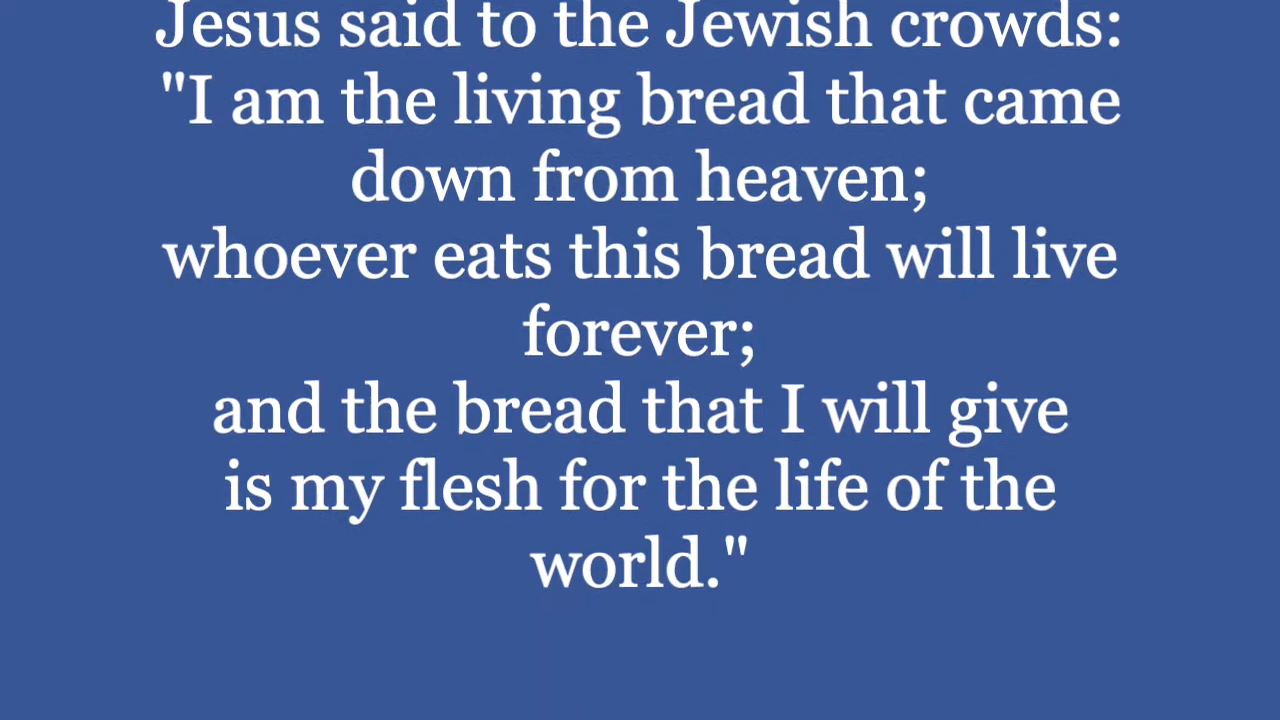 Jesus said to the Jewish crowds:
"I am the living bread that came
down from heaven;
whoever eats this bread will live
forever;
and the bread that I will give
is my flesh for the life of the
world."